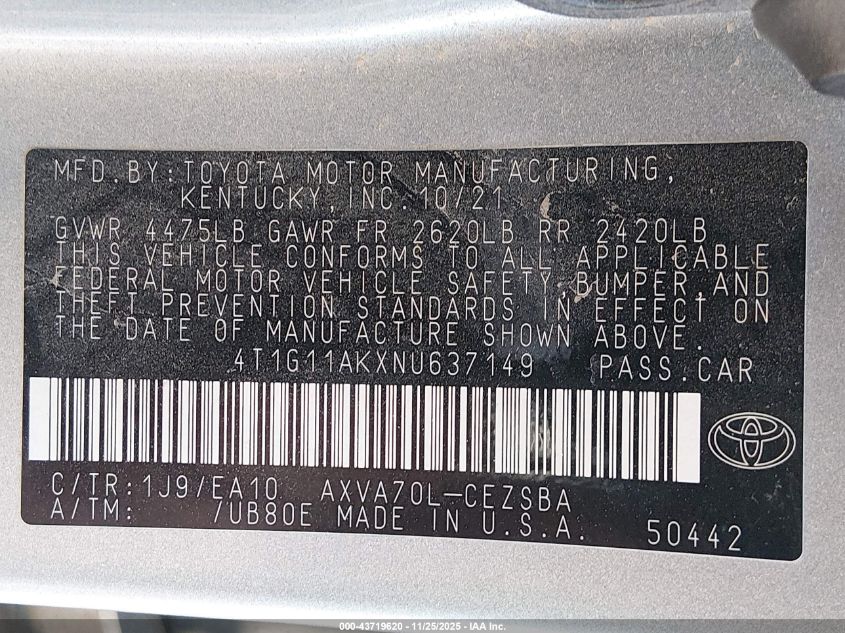 MFD.BY:TOYOTA MOTOR MANUFACTURING,
KENTUCKY,INC.10/21
GVWR 4475LB GAWR FR 2620LB RR 2420LB
THIS VEHICLE CONFORMS TO ALL APPLICABLE
FEDERAL MOTOR VEHICLE SAFETY,BUMPER,AND
THEFT PREVENTION STANDARDS IN EFFECT ON
THE DATE OF MANUFACTURE SHOWN ABOVE.
4T1G11AKXNU637149 PASS.CAR
C/TR:1J9/EA10 AXVA70L-CEZSBA
A/TM: /UB80E MADE IN U.S.A. 50442
000-43719620 - 11/25/2025 - IAA Inc.